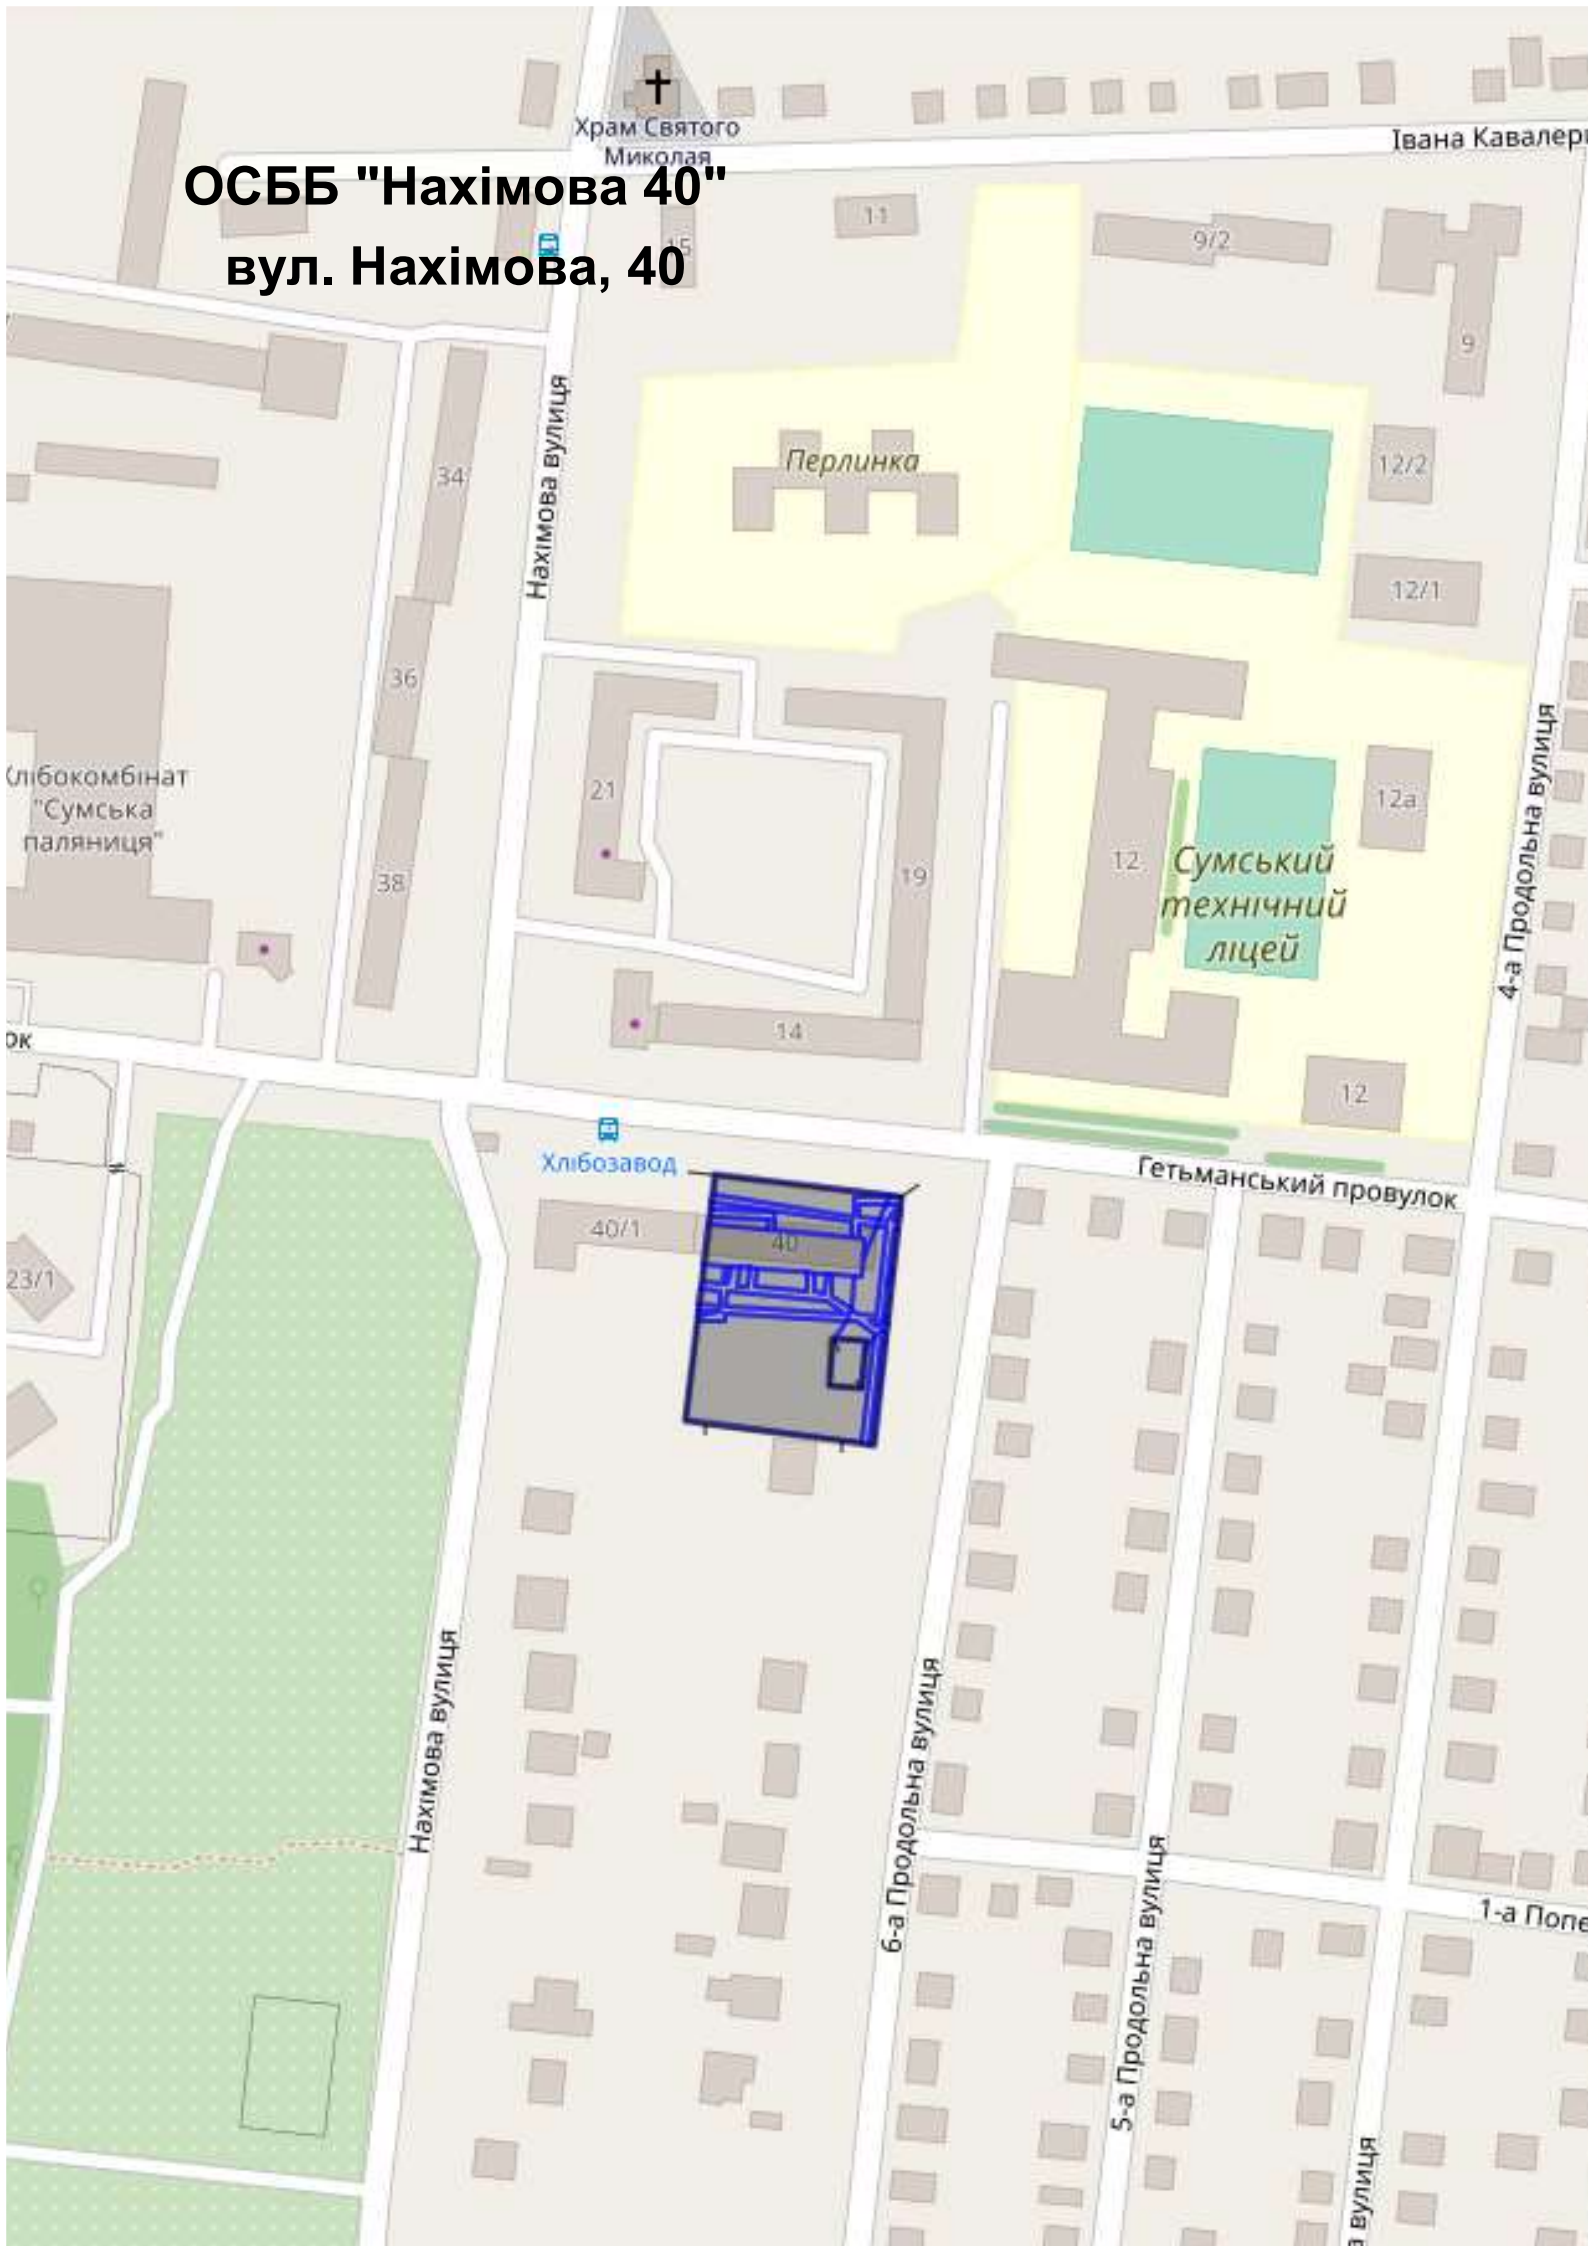 Храм Святого
Миколая
Івана Кавалер
ОСББ "Нахімова 40"
вул. Нахімова, 40
15
11
9/2
9
Нахімова вулиця
34
Перлинка
12/2
12/1
36
38
21
19
14
Хлібокомбінат
"Сумська
паляниця"
12
12а
Сумський
технічний
ліцей
12
4-а Продольна вулиця
ок
Хлібозавод
Гетьманський провулок
40/1
40
23/1
Нахімова вулиця
6-а Продольна вулиця
5-а Продольна вулиця
1-а Попе
а вулиця